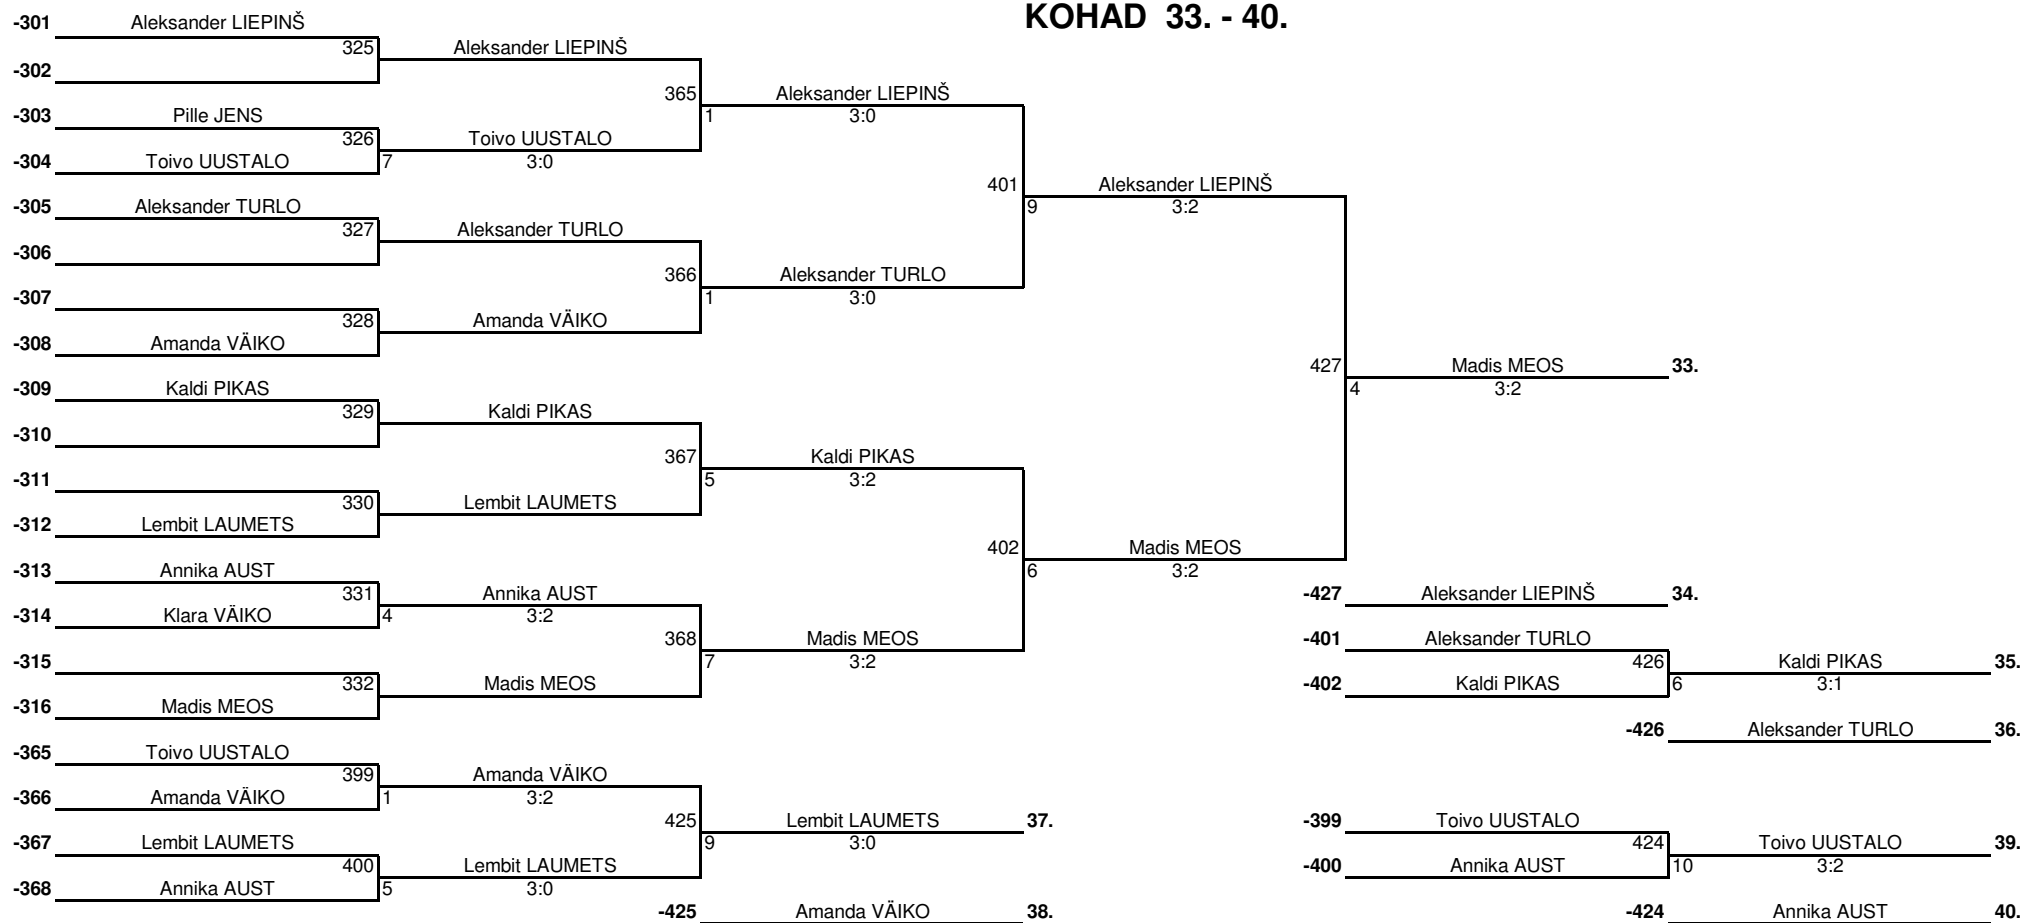 KOHAD 33. - 40.
-301 Aleksander LIEPINŠ
325 Aleksander LIEPINŠ
-302
365 Aleksander LIEPINŠ
-303 Pille JENS
1 3:0
326 Toivo UUSTALO
-304 Toivo UUSTALO 7 3:0
401 Aleksander LIEPINŠ
-305 Aleksander TURLO
9 3:2
327 Aleksander TURLO
-306
366 Aleksander TURLO
-307
1 3:0
328 Amanda VÄIKO
-308 Amanda VÄIKO
427 Madis MEOS 33.
-309 Kaldi PIKAS
4 3:2
329 Kaldi PIKAS
-310
367 Kaldi PIKAS
-311
5 3:2
330 Lembit LAUMETS
-312 Lembit LAUMETS
402 Madis MEOS
-313 Annika AUST
6 3:2
331 Annika AUST
-427 Aleksander LIEPINŠ 34.
-314 Klara VÄIKO 4 3:2
368 Madis MEOS
-401 Aleksander TURLO
-315
7 3:2
426 Kaldi PIKAS 35.
332 Madis MEOS
-402 Kaldi PIKAS 6 3:1
-316 Madis MEOS
-426 Aleksander TURLO 36.
-365 Toivo UUSTALO
399 Amanda VÄIKO
-366 Amanda VÄIKO 1 3:2
425 Lembit LAUMETS 37.
-399 Toivo UUSTALO
-367 Lembit LAUMETS
9 3:0
424 Toivo UUSTALO 39.
400 Lembit LAUMETS
-400 Annika AUST 10 3:2
-368 Annika AUST 5 3:0
-425 Amanda VÄIKO 38.
-424 Annika AUST 40.